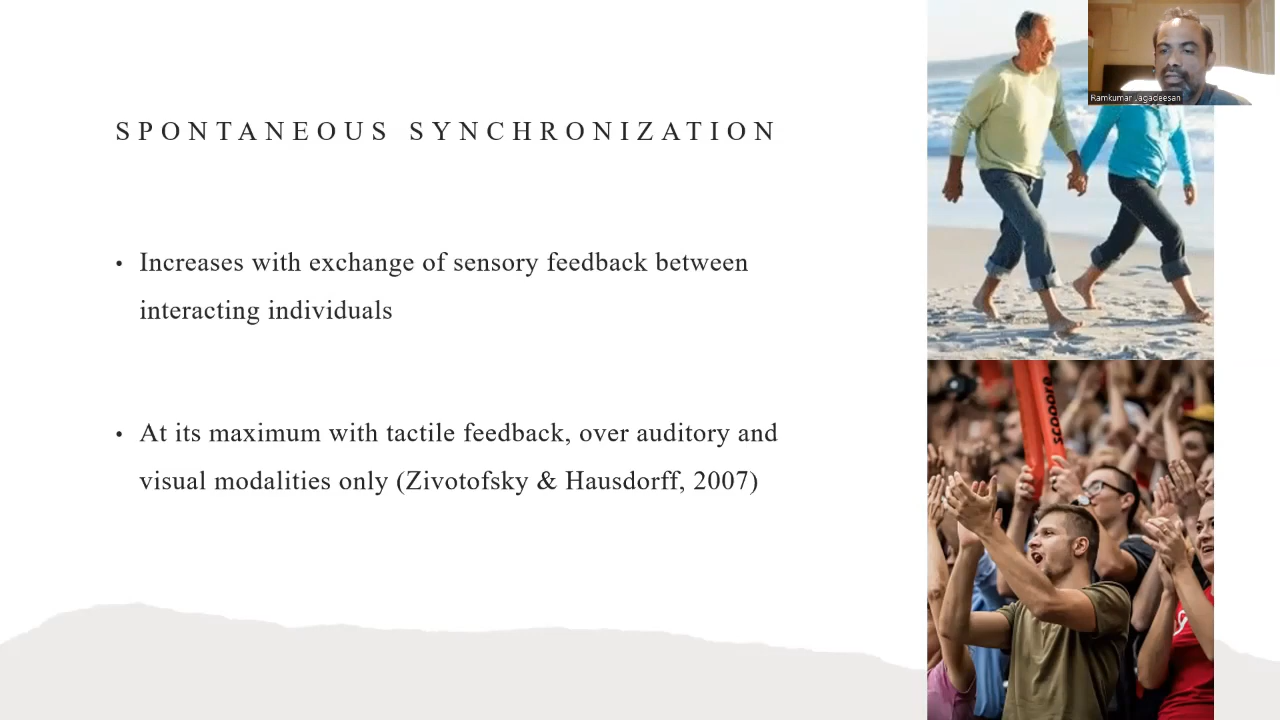 Ramkumar Jagadeesan
SPONTANEOUS SYNCHRONIZATION
• Increases with exchange of sensory feedback between
interacting individuals
• At its maximum with tactile feedback, over auditory and
visual modalities only (Zivotofsky & Hausdorff, 2007)
scooore